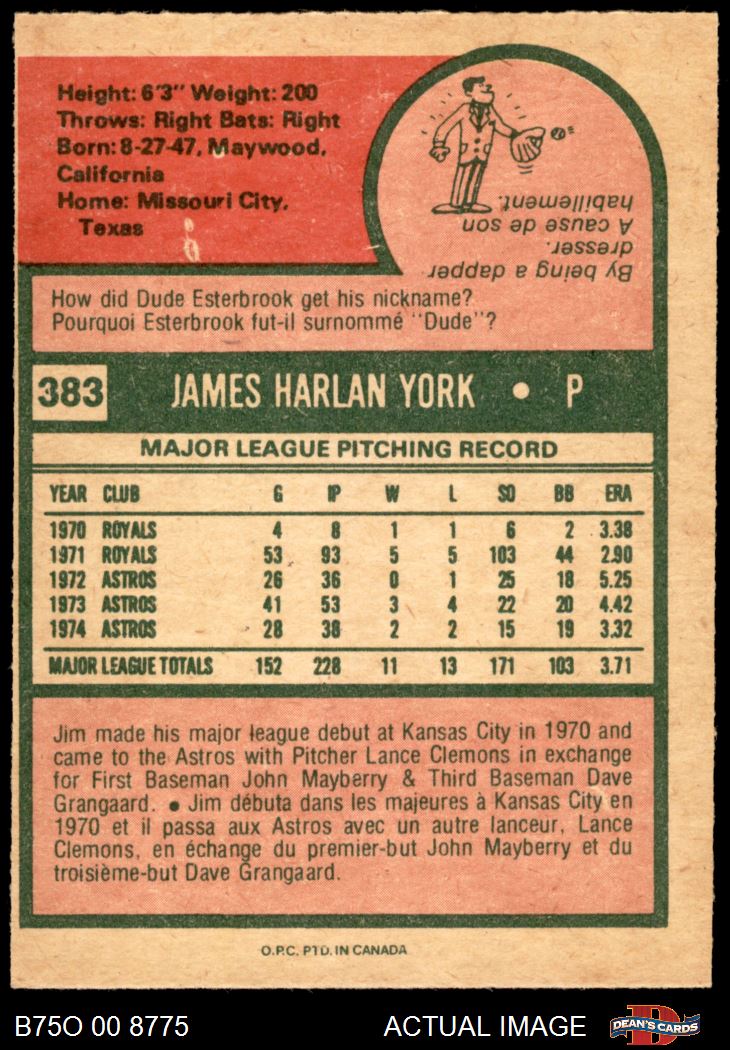 Height: 6'3" Weight: 200
Throws: Right Bats: Right
Born: 8-27-47, Maywood,
California
Home: Missouri City,
Texas
By being a dapper
dresser.
A cause de son
habillement.
How did Dude Esterbrook get his nickname?
Pourquoi Esterbrook fut-il surnommé "Dude"?
383 JAMES HARLAN YORK • P
MAJOR LEAGUE PITCHING RECORD
YEAR CLUB G IP W L SO BB ERA
1970 ROYALS 4 8 1 1 6 2 3.38
1971 ROYALS 53 93 5 5 103 44 2.90
1972 ASTROS 26 36 0 1 25 18 5.25
1973 ASTROS 41 53 3 4 22 20 4.42
1974 ASTROS 28 38 2 2 15 19 3.32
MAJOR LEAGUE TOTALS 152 228 11 13 171 103 3.71
Jim made his major league debut at Kansas City in 1970 and
came to the Astros with Pitcher Lance Clemons in exchange
for First Baseman John Mayberry & Third Baseman Dave
Grangaard. • Jim débuta dans les majeures à Kansas City en
1970 et il passa aux Astros avec un autre lanceur, Lance
Clemons, en échange du premier-but John Mayberry et du
troisième-but Dave Grangaard.
O.P.C. PTD. IN CANADA
B75O 00 8775 ACTUAL IMAGE DEAN'S CARDS